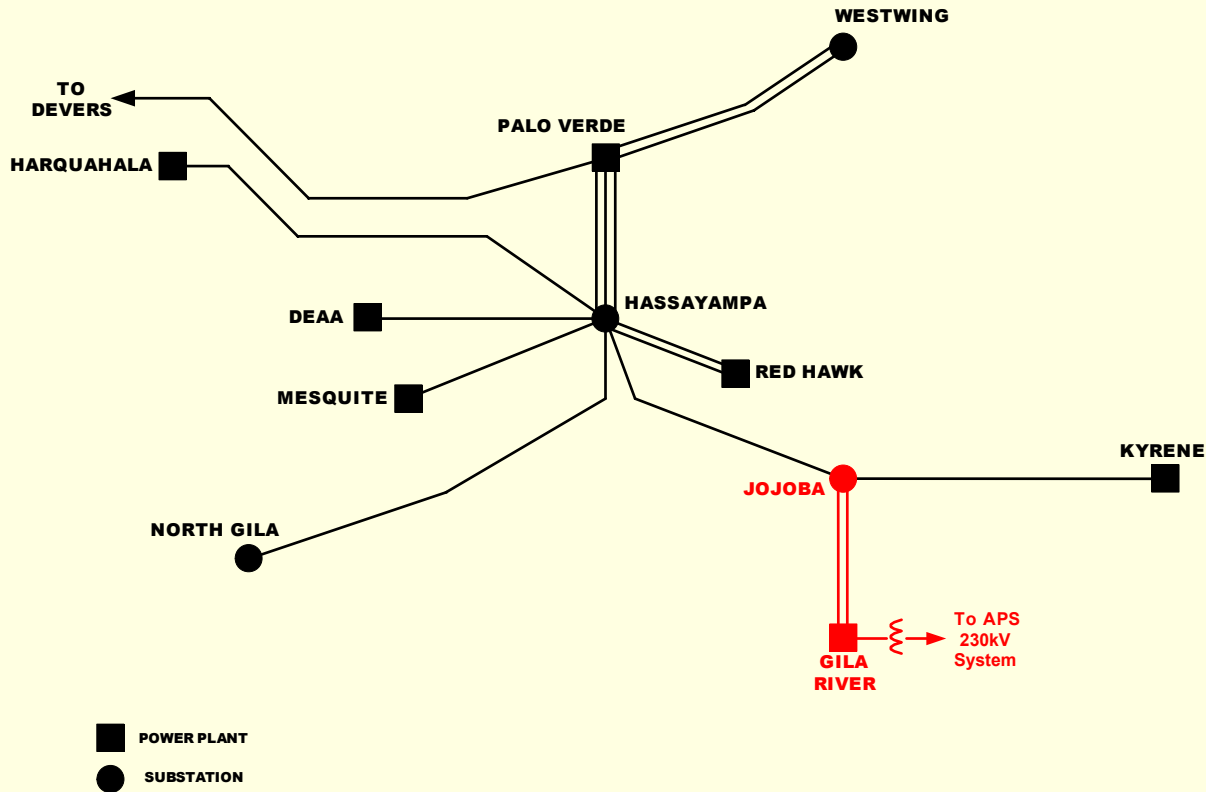 WESTWING
TO
DEVERS
PALO VERDE
HARQUAHALA
HASSAYAMPA
DEAA
RED HAWK
MESQUITE
KYRENE
JOJOBA
NORTH GILA
To APS
230kV
System
GILA
RIVER
POWER PLANT
SUBSTATION